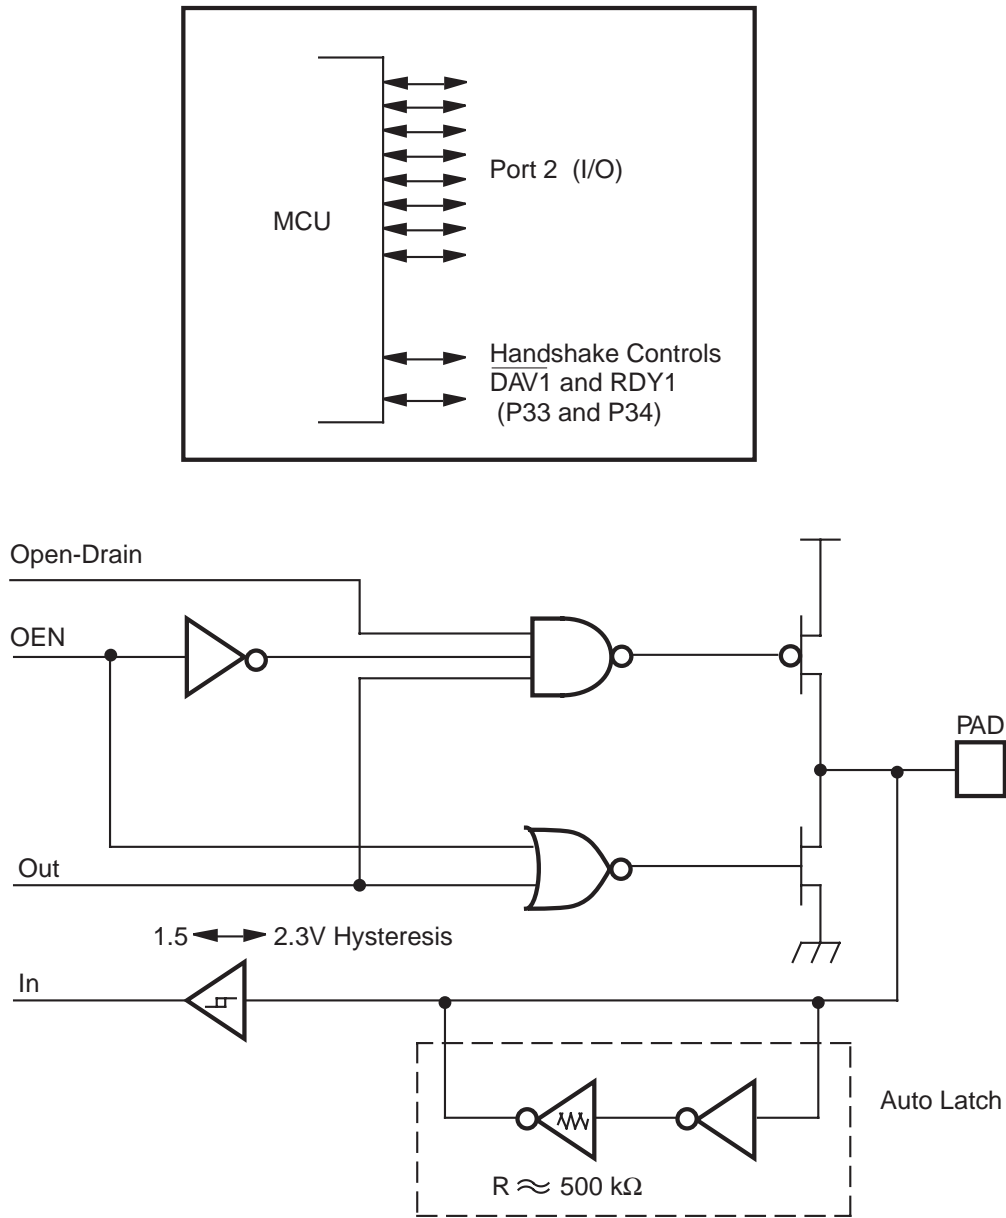 Port 2 (I/O)
MCU
Handshake Controls
DAV1 and RDY1
(P33 and P34)
Open-Drain
OEN
PAD
Out
1.5 2.3V Hysteresis
In
Auto Latch
R ≈ 500 kΩ